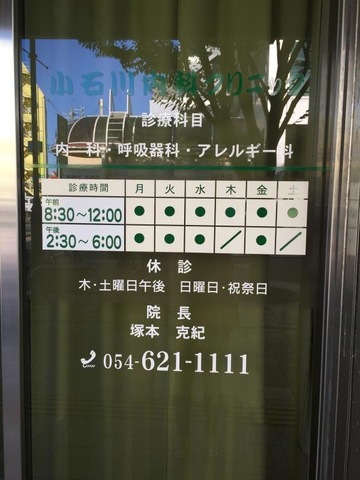 小石川内科クリニック
診療科目
内科・呼吸器科・アレルギー科
診療時間 月 火 水 木 金 土
午前 8:30~12:00 ● ● ● ● ● ●
午後 2:30~6:00 ● ● ● / ● /
休診
木・土曜日午後 日曜日・祝祭日
院長
塚本 克紀
054-621-1111